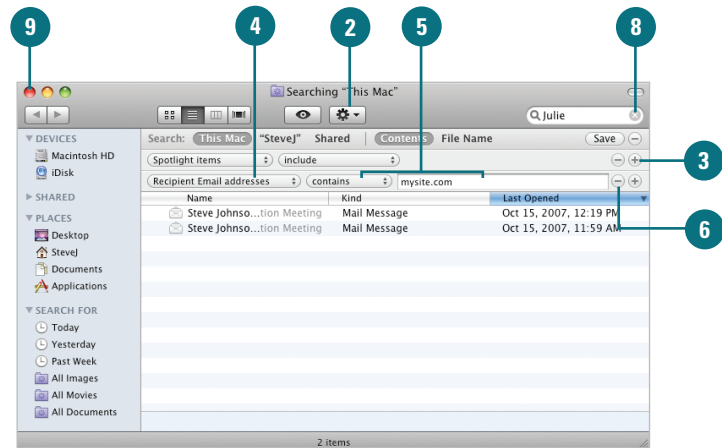 9
4
2
5
8
Searching "This Mac"
Julie
DEVICES
Macintosh HD
iDisk
SHARED
PLACES
Desktop
SteveJ
Documents
Applications
SEARCH FOR
Today
Yesterday
Past Week
All Images
All Movies
All Documents
Search: This Mac "SteveJ" Shared Contents File Name Save
Spotlight items include
3
Recipient Email addresses contains mysite.com
6
Name Kind Last Opened
Steve Johnso...tion Meeting Mail Message Oct 15, 2007, 12:19 PM
Steve Johnso...tion Meeting Mail Message Oct 15, 2007, 11:59 AM
2 items